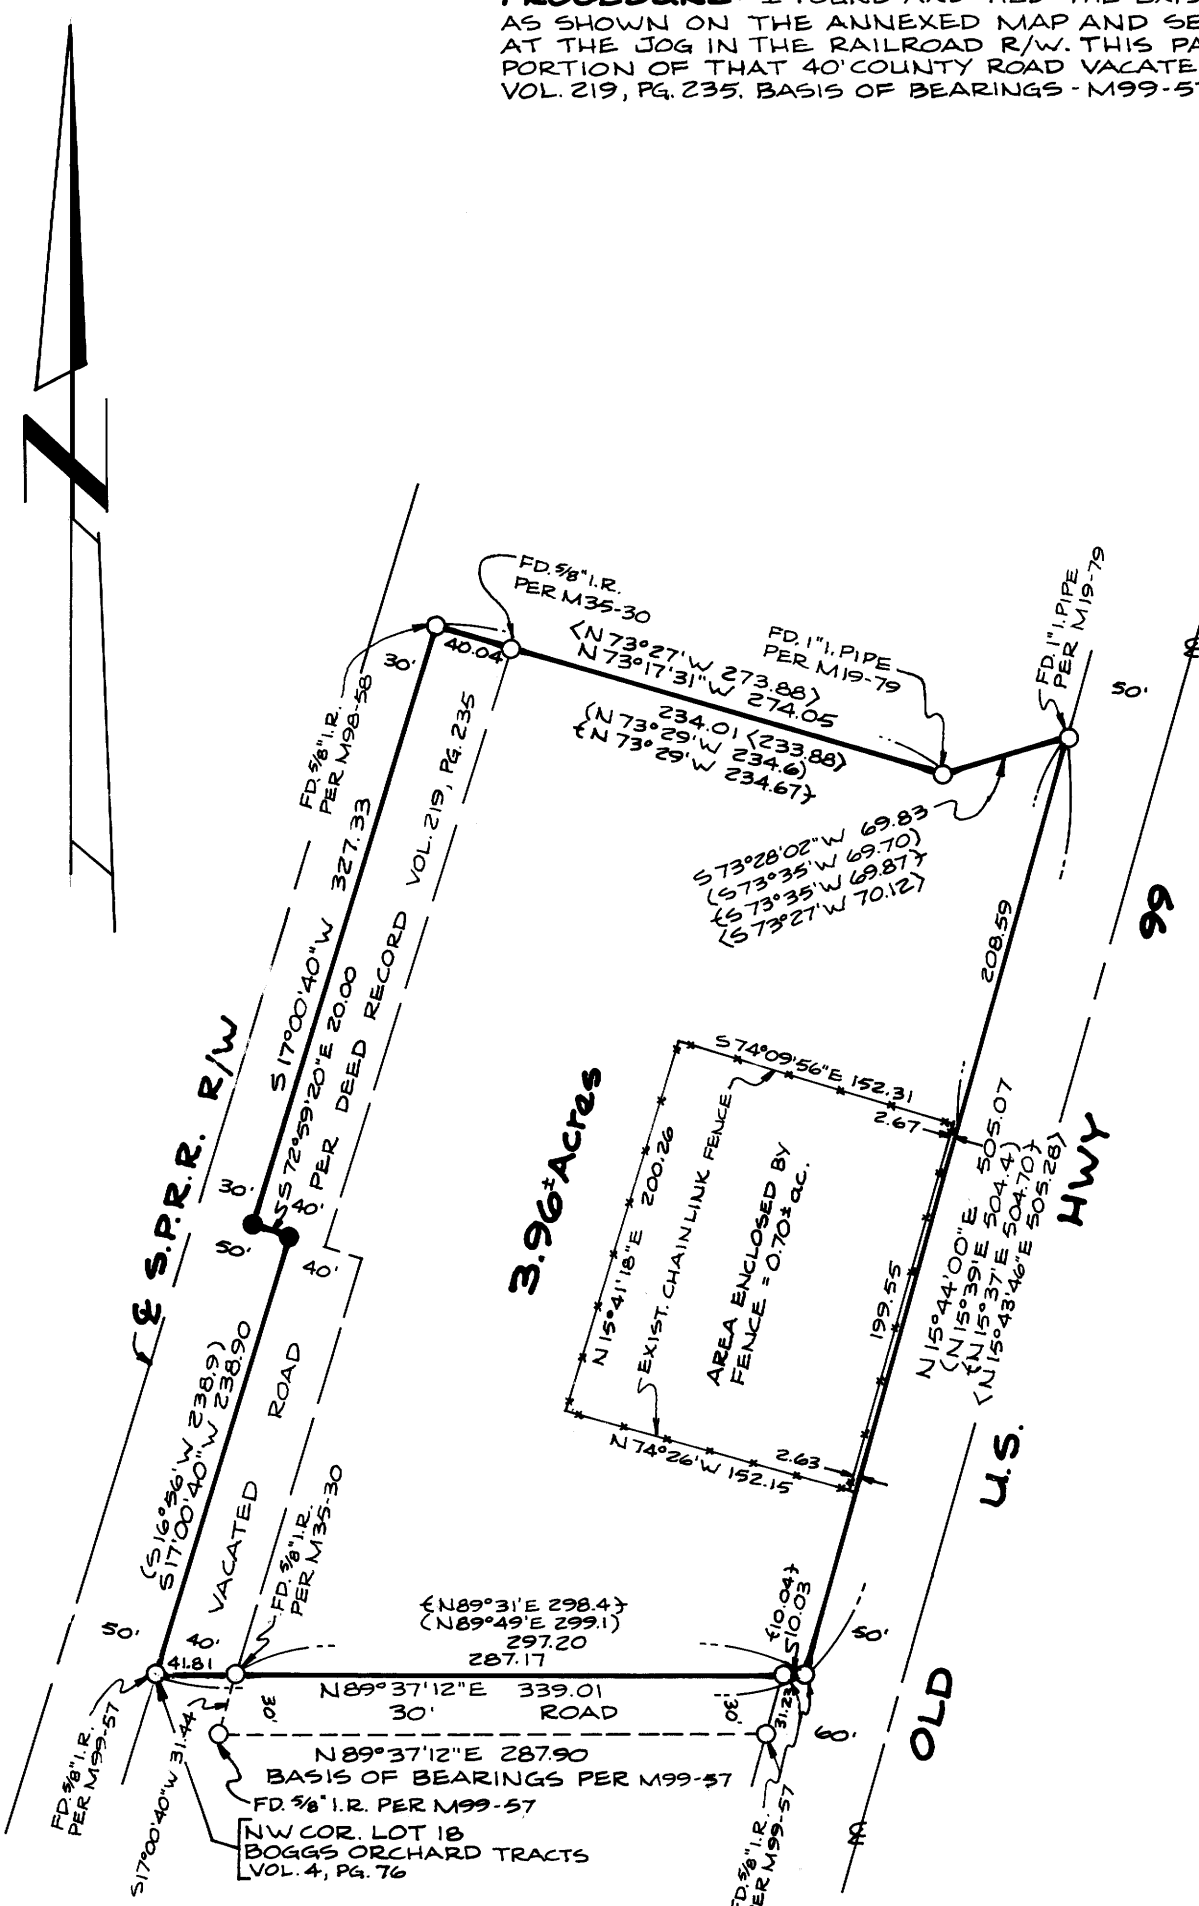 AS SHOWN ON THE ANNEXED MAP AND SE
AT THE JOG IN THE RAILROAD R/W. THIS PA
PORTION OF THAT 40' COUNTY ROAD VACATE
VOL. 219, PG. 235. BASIS OF BEARINGS - M99-57
N
FD. 5/8" I.R.
PER M35-30
<N 73°27'W 273.88>
N 73°17'31"W 274.05
234.01 <233.88>
(N 73°29'W 234.6)
{N 73°29'W 234.67}
FD. 1" I. PIPE
PER M19-79
FD. 1" I. PIPE
PER M19-79
50'
40.04
30'
FD. 5/8" I.R.
PER M98-58
S 73°28'02"W 69.83
(S 73°35'W 69.70)
{S 73°35'W 69.87}
<S 73°27'W 70.12>
208.59
99
S 17°00'40"W 327.33
S 72°59'20"E 20.00
PER DEED RECORD VOL. 219, PG. 235
℄ S.P.R.R. R/W
30'
40'
50'
40'
3.96± Acres
S 74°09'56"E 152.31
2.67
N 15°41'18"E 200.26
EXIST. CHAINLINK FENCE
AREA ENCLOSED BY
FENCE = 0.70± ac.
199.55
N 15°44'00"E 505.07
(N 15°39'E 504.4)
{N 15°37'E 504.70}
<N 15°43'46"E 505.28>
HWY
U.S.
OLD
N 74°26'W 152.15
2.63
(S 16°56'W 238.9)
S 17°00'40"W 238.90
VACATED ROAD
FD. 5/8" I.R.
PER M35-30
{N89°31'E 298.4}
(N89°49'E 299.1)
297.20
287.17
{10.04}
10.03
50'
50'
40'
41.81
N89°37'12"E 339.01
30' ROAD
30'
30'
31.23
60'
FD. 5/8" I.R.
PER M99-57
S17°00'40"W 31.44
N 89°37'12"E 287.90
BASIS OF BEARINGS PER M99-57
FD. 5/8" I.R. PER M99-57
NW COR. LOT 18
BOGGS ORCHARD TRACTS
VOL. 4, PG. 76
FD. 5/8" I.R.
PER M99-57
℄